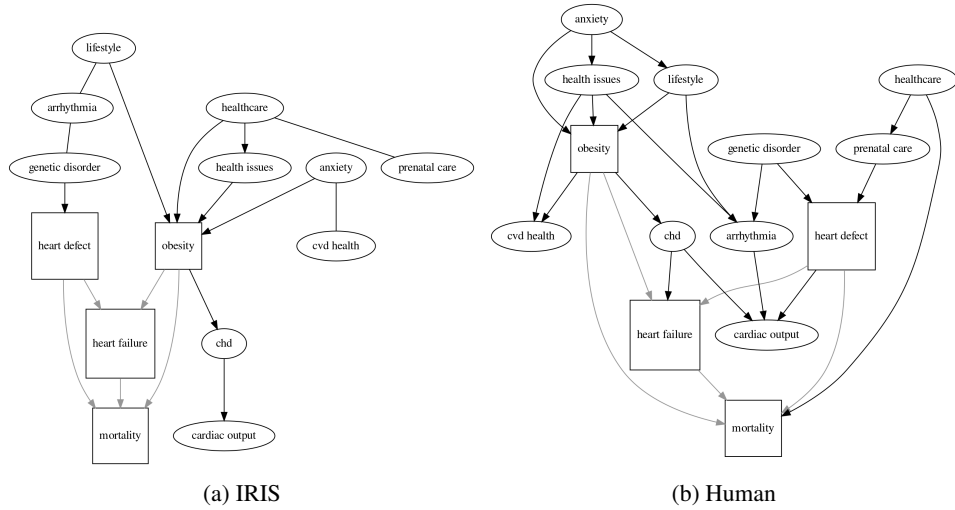 lifestyle
arrhythmia
healthcare
genetic disorder
health issues
anxiety
prenatal care
heart defect
obesity
cvd health
heart failure
chd
mortality
cardiac output
(a) IRIS
anxiety
health issues
lifestyle
healthcare
obesity
genetic disorder
prenatal care
cvd health
chd
arrhythmia
heart defect
heart failure
cardiac output
mortality
(b) Human